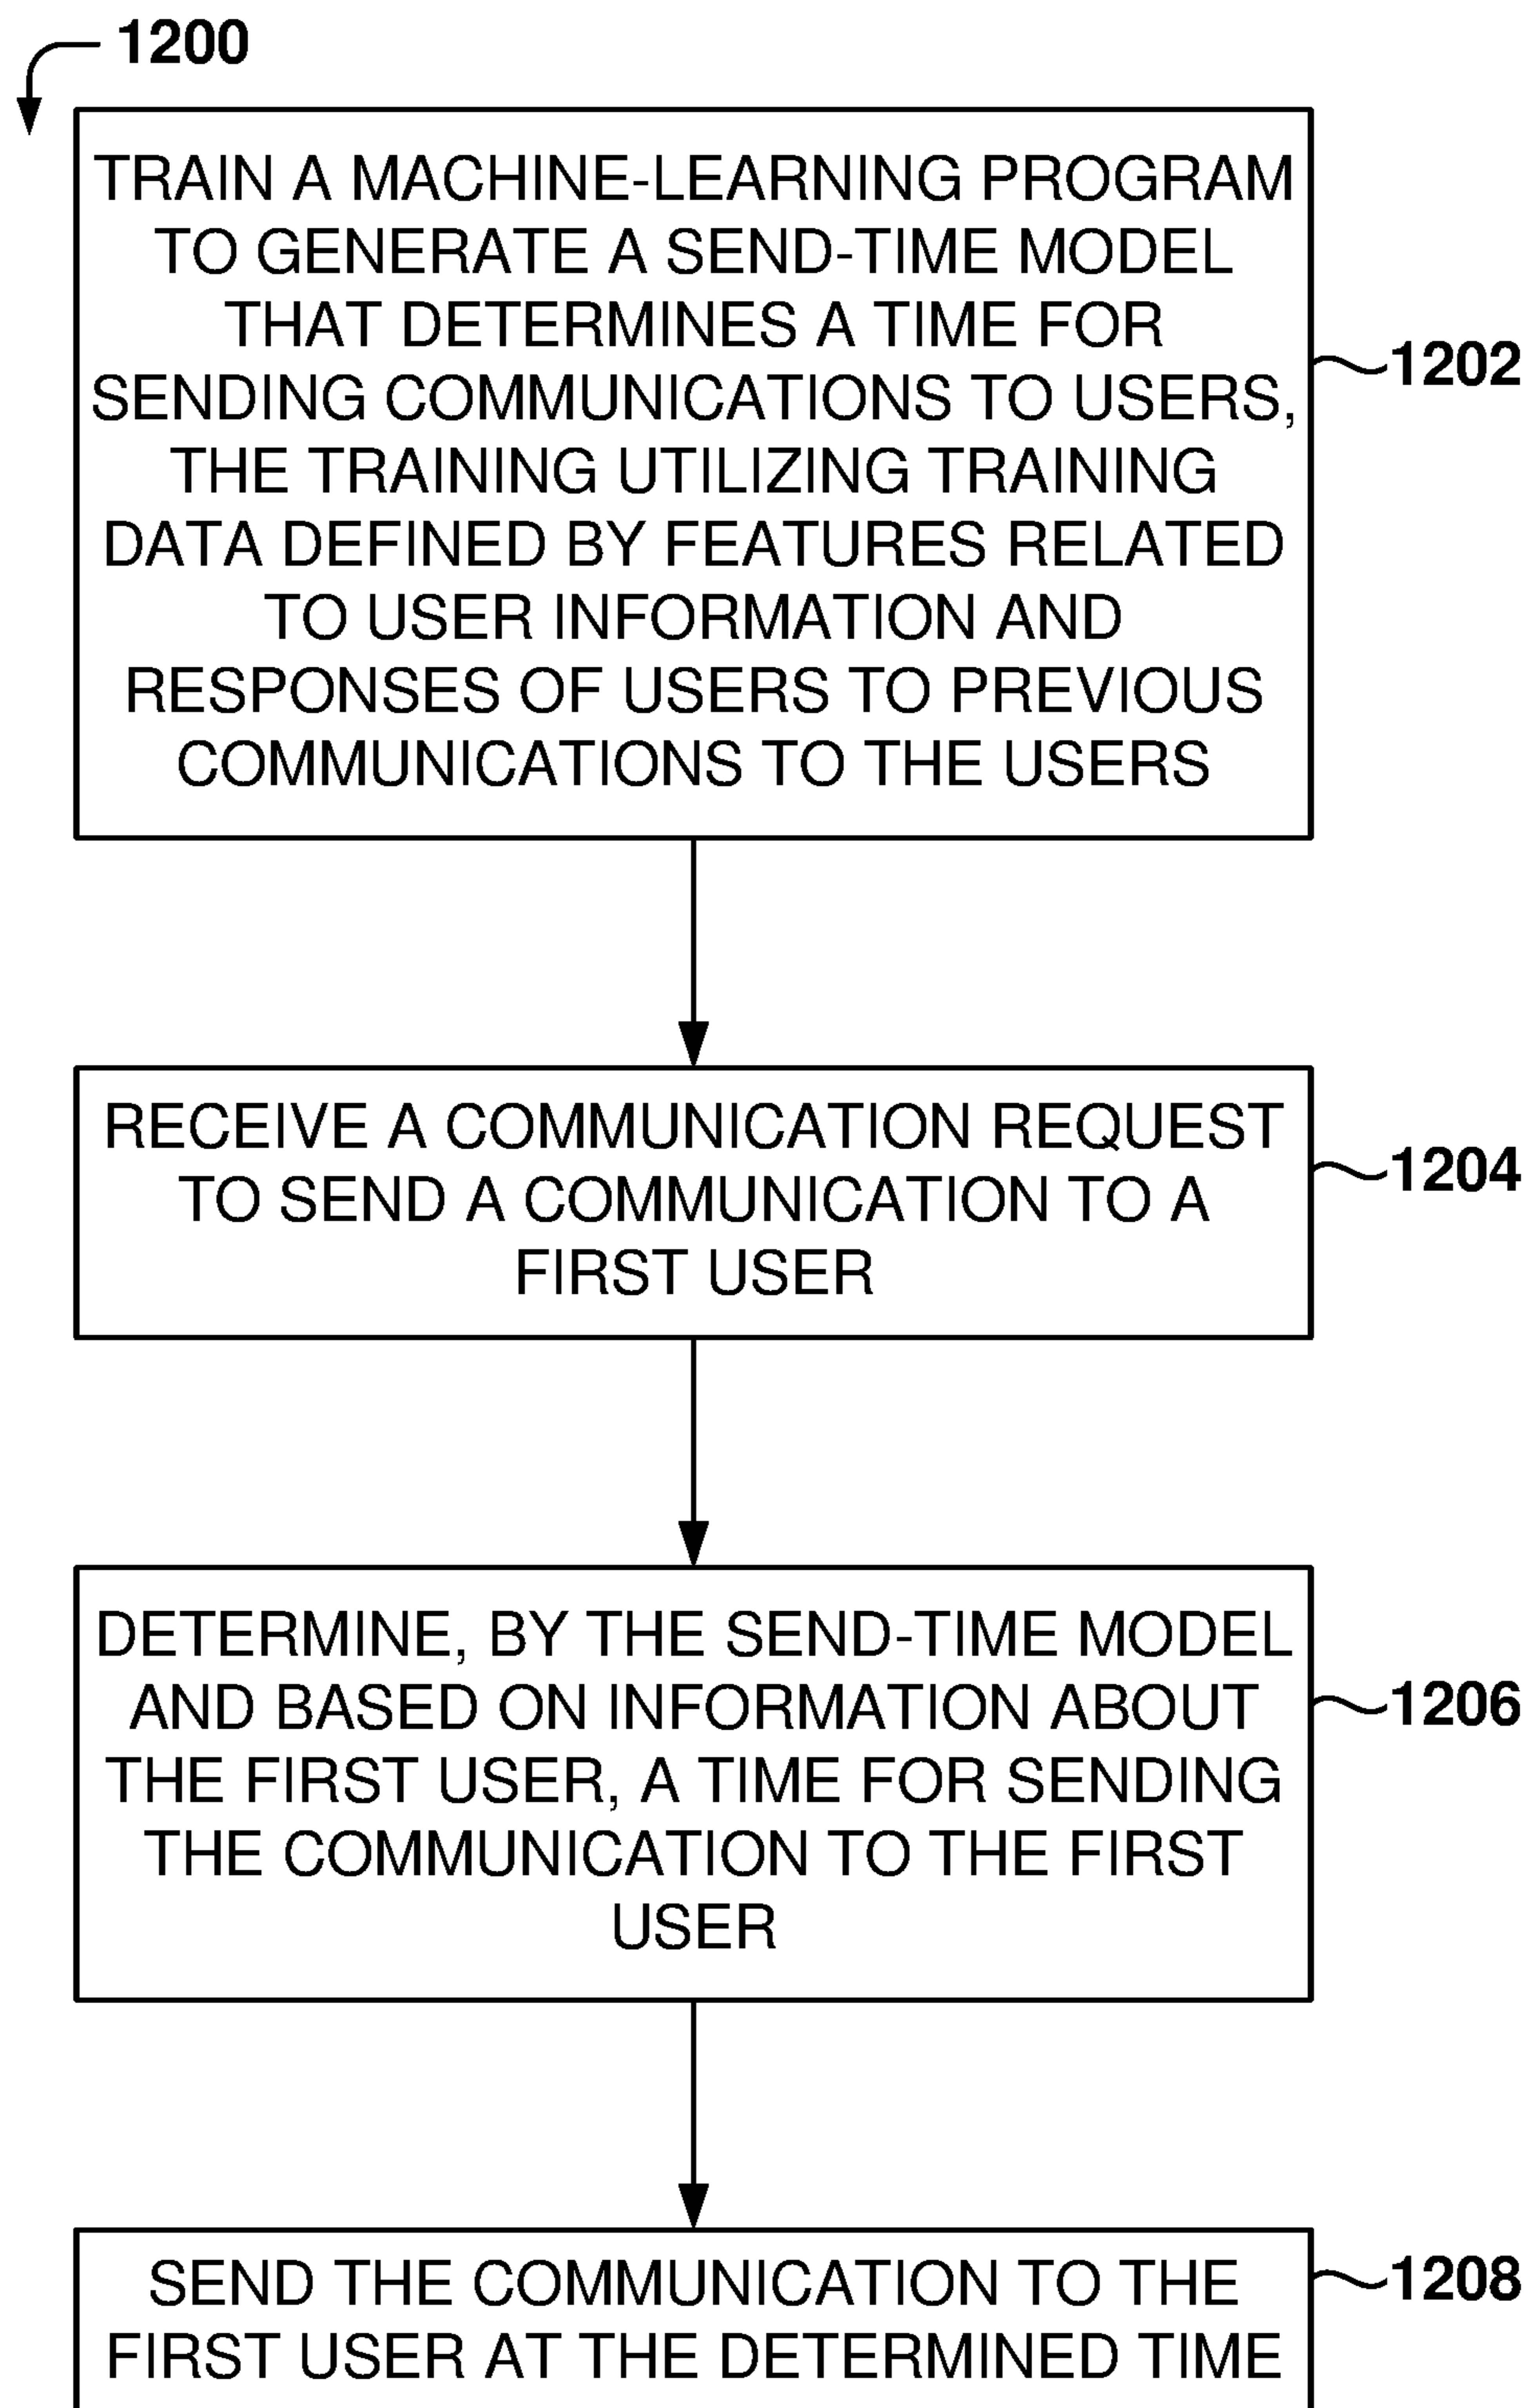 1200
TRAIN A MACHINE-LEARNING PROGRAM
TO GENERATE A SEND-TIME MODEL
THAT DETERMINES A TIME FOR
SENDING COMMUNICATIONS TO USERS,
THE TRAINING UTILIZING TRAINING
DATA DEFINED BY FEATURES RELATED
TO USER INFORMATION AND
RESPONSES OF USERS TO PREVIOUS
COMMUNICATIONS TO THE USERS
1202
RECEIVE A COMMUNICATION REQUEST
TO SEND A COMMUNICATION TO A
FIRST USER
1204
DETERMINE, BY THE SEND-TIME MODEL
AND BASED ON INFORMATION ABOUT
THE FIRST USER, A TIME FOR SENDING
THE COMMUNICATION TO THE FIRST
USER
1206
SEND THE COMMUNICATION TO THE
FIRST USER AT THE DETERMINED TIME
1208